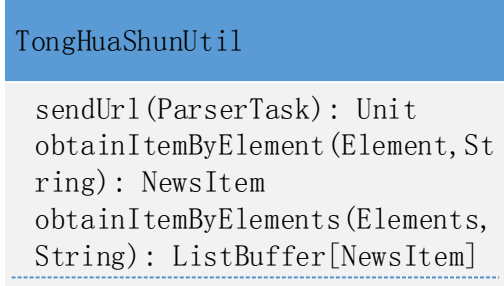 TongHuaShunUtil
sendUrl(ParserTask): Unit
obtainItemByElement(Element,St
ring): NewsItem
obtainItemByElements(Elements,
String): ListBuffer[NewsItem]